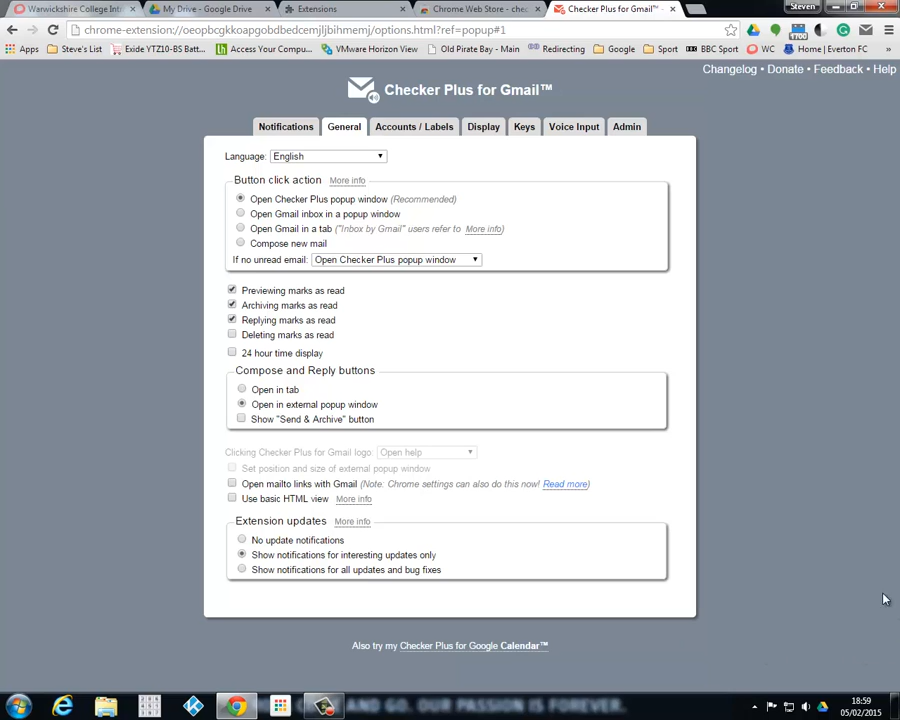 Steven
Warwickshire College Int
My Drive - Google Drive
Extensions
Chrome Web Store - che
Checker Plus for Gmail™ -
chrome-extension://oeopbcgkkoapgobdbedcemjljbihmemj/options.html?ref=popup#1
1700
Apps
Steve's List
Exide YTZ10-BS Batt...
Access Your Compu...
VMware Horizon View
Old Pirate Bay - Main
Redirecting
Google
Sport
BBC Sport
WC
Home | Everton FC
»
Changelog • Donate • Feedback • Help
Checker Plus for Gmail™
Notifications
General
Accounts / Labels
Display
Keys
Voice Input
Admin
Language: English
Button click action More info
Open Checker Plus popup window (Recommended)
Open Gmail inbox in a popup window
Open Gmail in a tab ("Inbox by Gmail" users refer to More info)
Compose new mail
If no unread email: Open Checker Plus popup window
Previewing marks as read
Archiving marks as read
Replying marks as read
Deleting marks as read
24 hour time display
Compose and Reply buttons
Open in tab
Open in external popup window
Show "Send & Archive" button
Clicking Checker Plus for Gmail logo: Open help
Set position and size of external popup window
Open mailto links with Gmail (Note: Chrome settings can also do this now! Read more)
Use basic HTML view More info
Extension updates More info
No update notifications
Show notifications for interesting updates only
Show notifications for all updates and bug fixes
Also try my Checker Plus for Google Calendar™
AND GO. OUR PASSION IS FOREVER.
18:59
05/02/2015